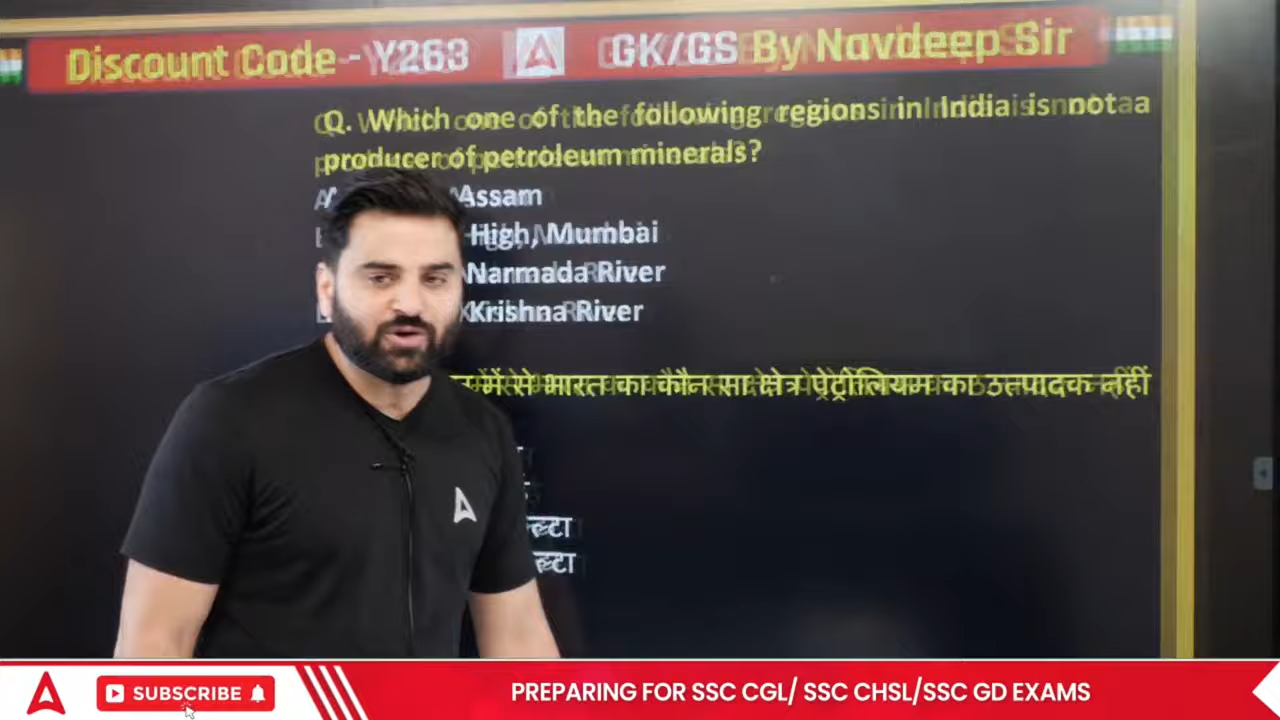 Discount Code - Y263 GK/GS By Navdeep Sir
Q. Which one of the following regions in India is not a
producer of petroleum minerals?
Assam
High, Mumbai
Narmada River
Krishna River
में से भारत का कौन सा क्षेत्र पेट्रोलियम का उत्पादक नहीं
SUBSCRIBE
PREPARING FOR SSC CGL/ SSC CHSL/SSC GD EXAMS